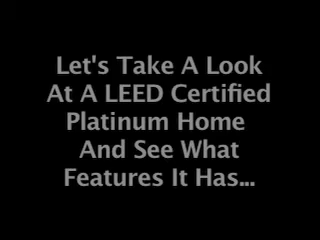 Let's Take A Look
At A LEED Certified
Platinum Home
And See What
Features It Has...